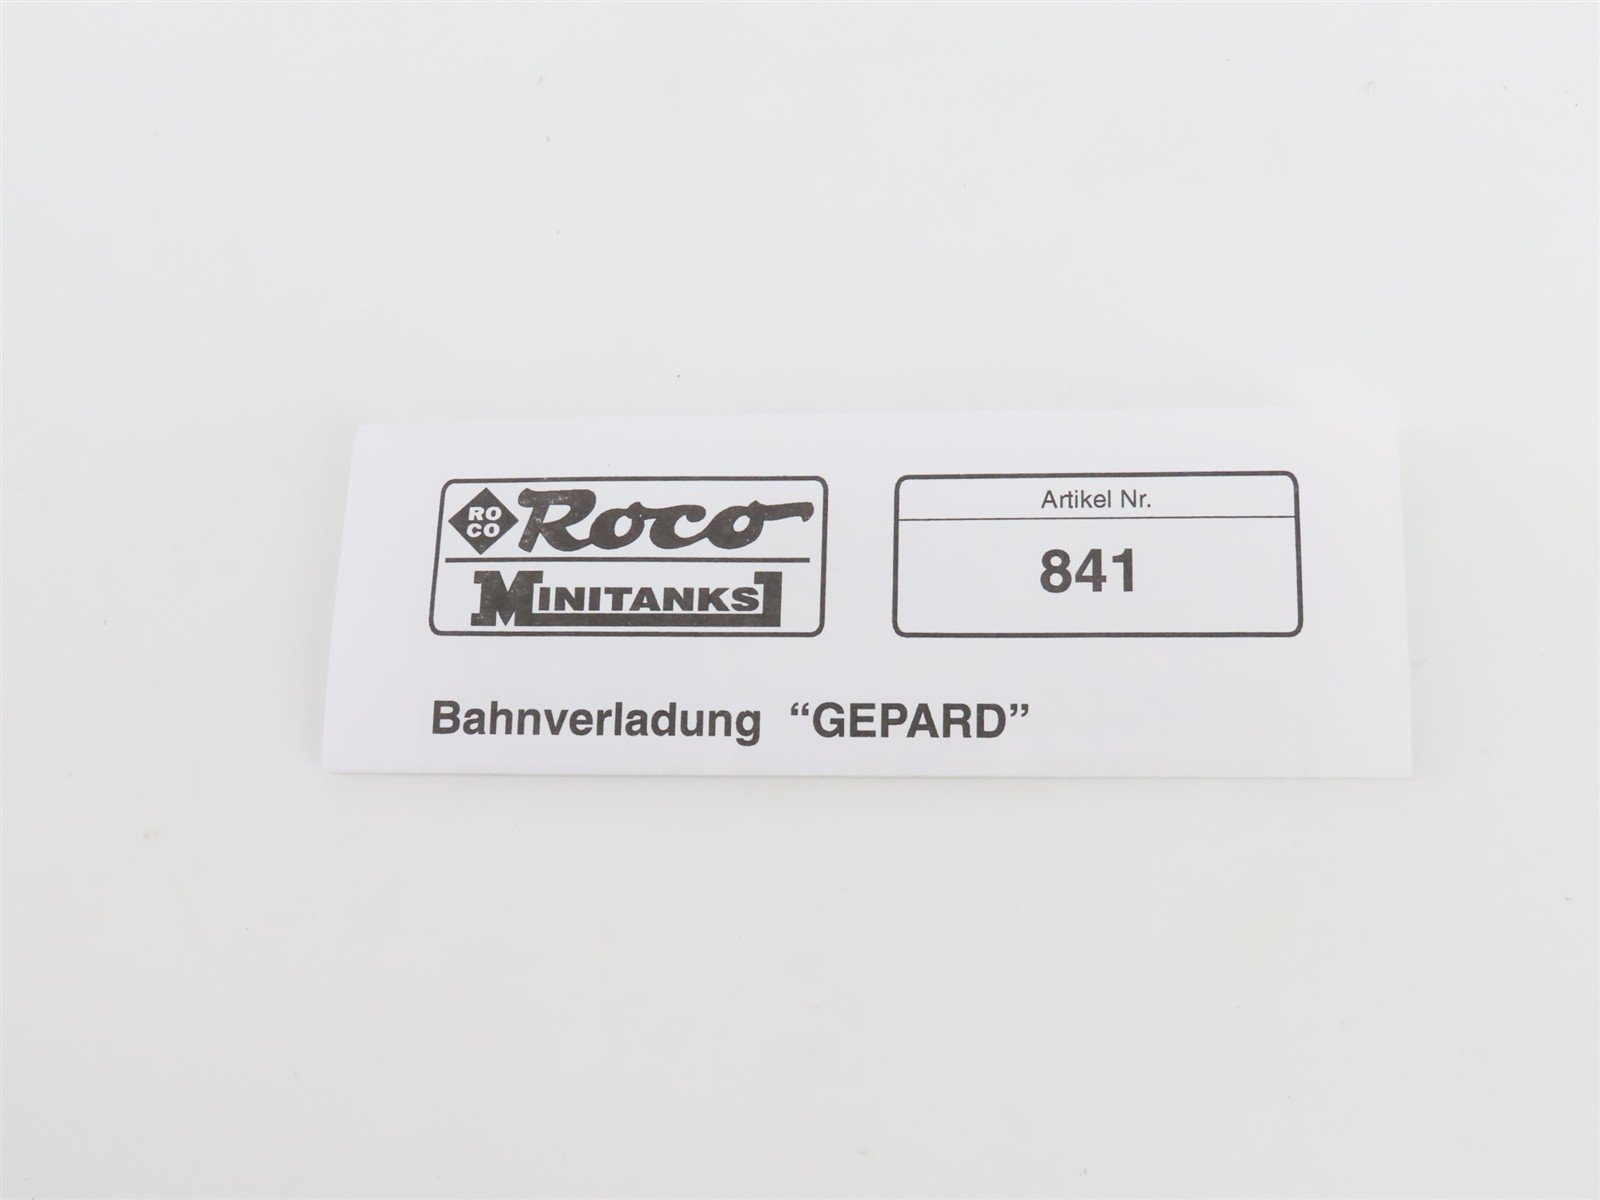 RO
CO
Roco
MINITANKS
Artikel Nr.
841
Bahnverladung “GEPARD”